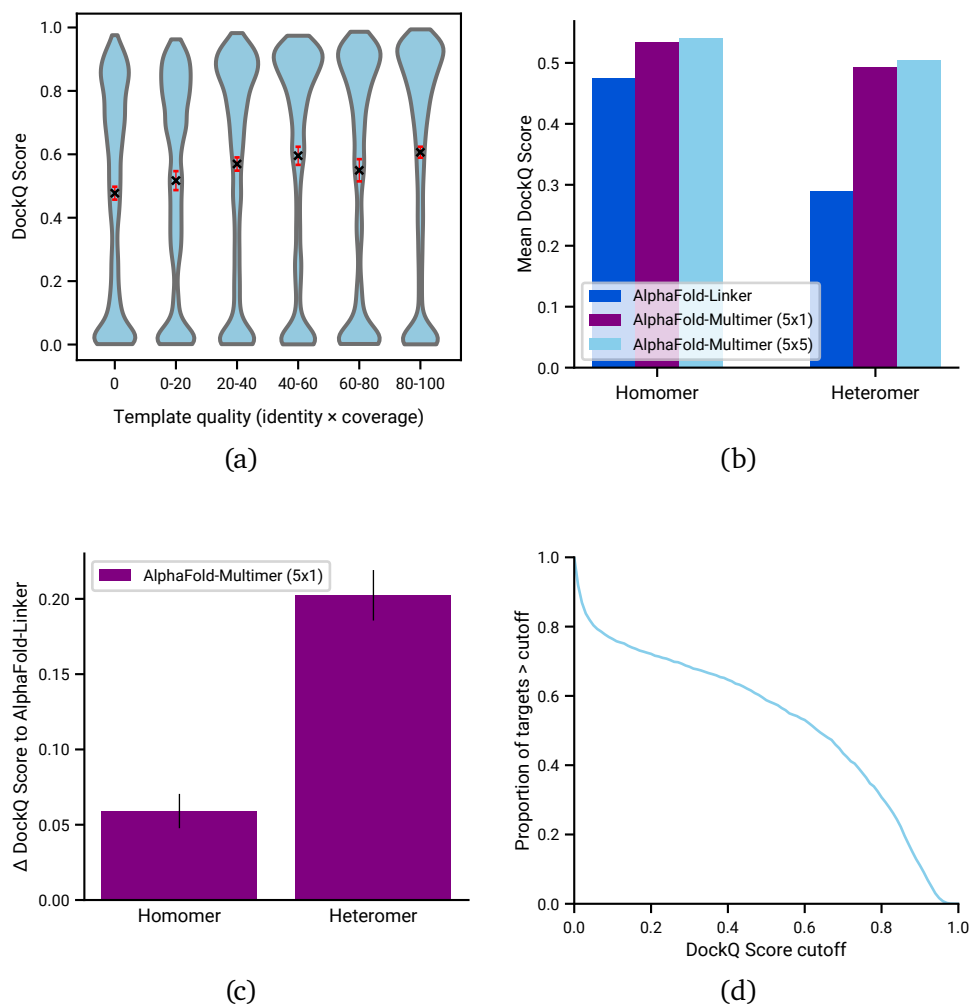 1.0
0.8
0.6
0.4
0.2
0.0
DockQ Score
0
0-20
20-40
40-60
60-80
80-100
Template quality (identity × coverage)
(a)
0.5
0.4
0.3
0.2
0.1
0.0
Mean DockQ Score
AlphaFold-Linker
AlphaFold-Multimer (5x1)
AlphaFold-Multimer (5x5)
Homomer
Heteromer
(b)
0.20
0.15
0.10
0.05
0.00
Δ DockQ Score to AlphaFold-Linker
AlphaFold-Multimer (5x1)
Homomer
Heteromer
(c)
1.0
0.8
0.6
0.4
0.2
0.0
Proportion of targets > cutoff
0.0
0.2
0.4
0.6
0.8
1.0
DockQ Score cutoff
(d)